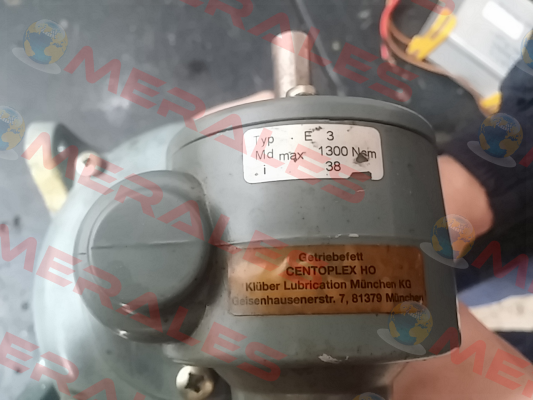 Typ . E 3
Md max 1300 Ncm
i 38
Getriebefett
CENTOPLEX HO
Klüber Lubrication München KG
Geisenhausenerstr. 7, 81379 München
MERALES
MERALES
MERALES
MERALES